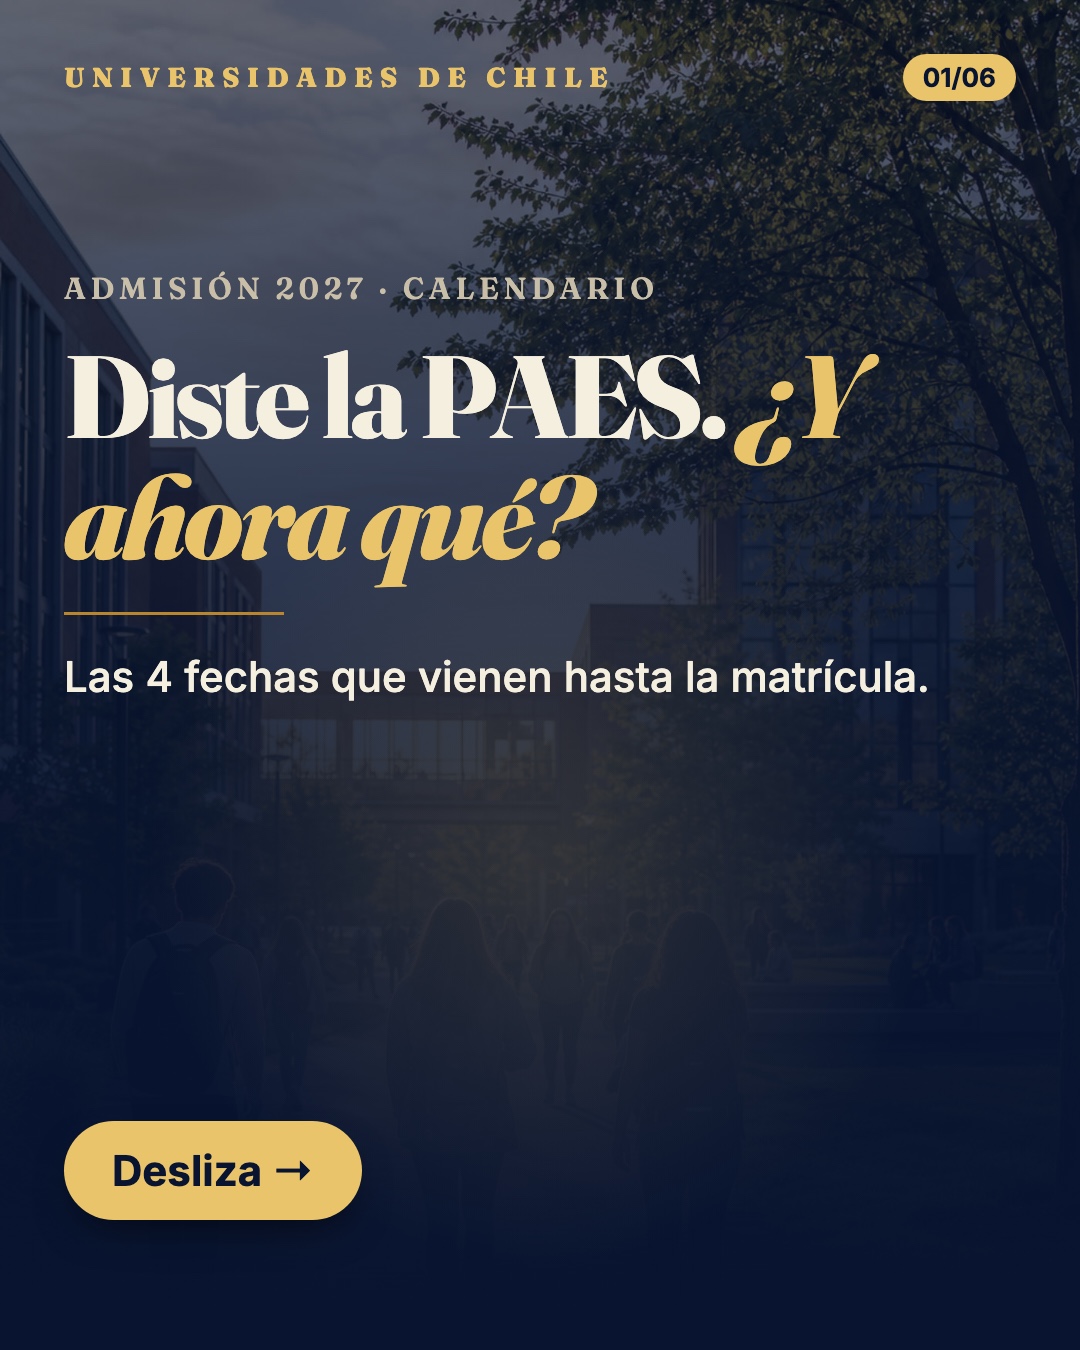 UNIVERSIDADES DE CHILE
01/06
ADMISIÓN 2027 · CALENDARIO
Diste la PAES. ¿Y
ahora qué?
Las 4 fechas que vienen hasta la matrícula.
Desliza →